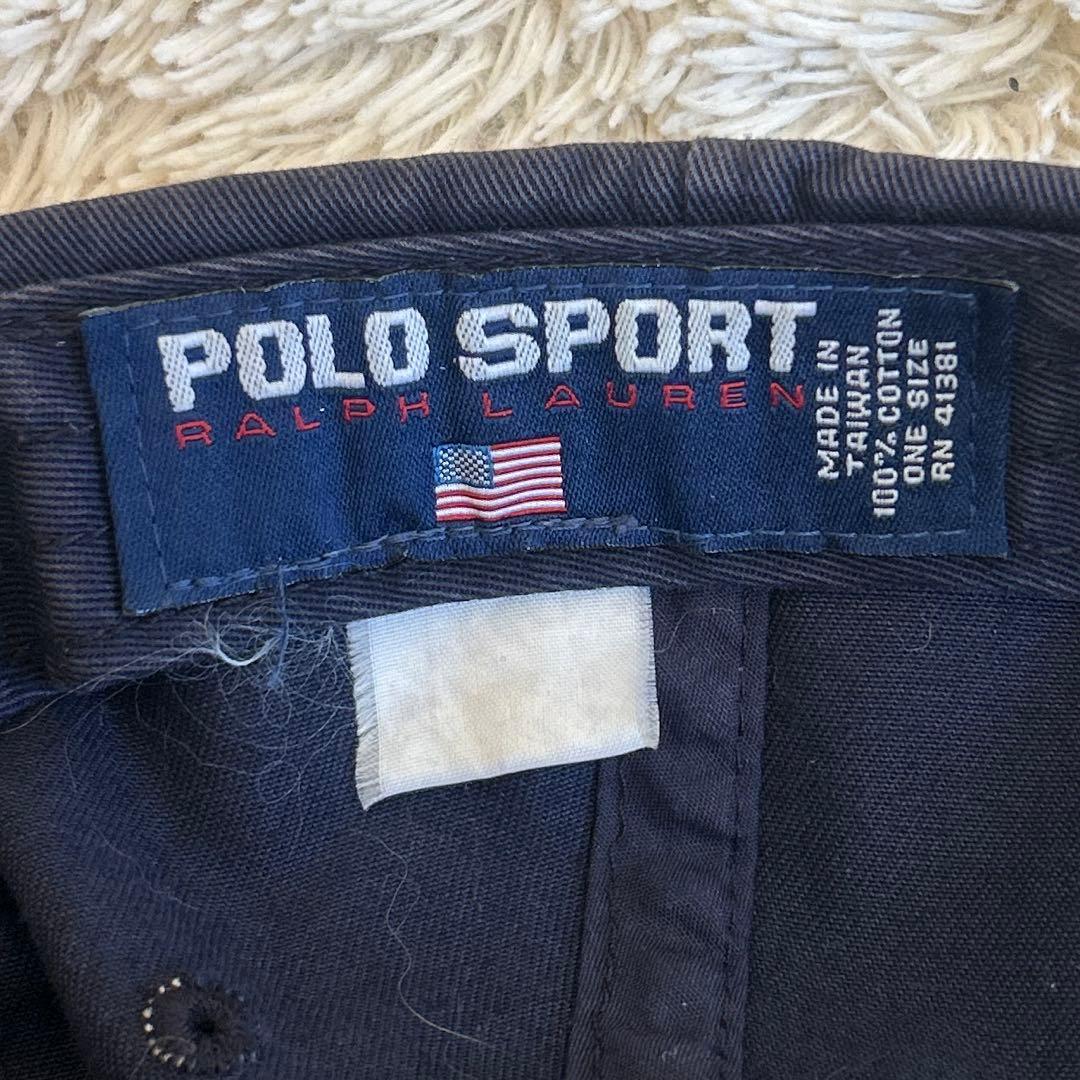 POLO SPORT
RALPH LAUREN
MADE IN
TAIWAN
100% COTTON
ONE SIZE
RN 41381